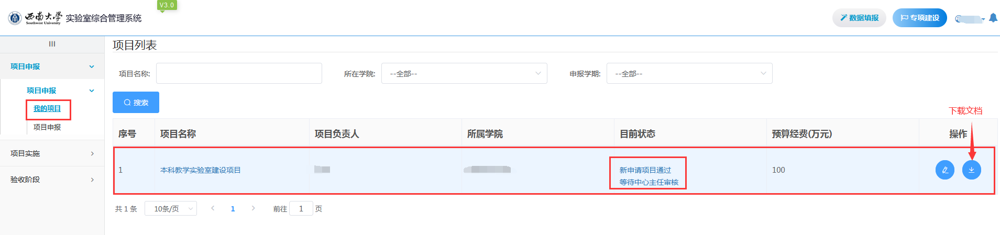 V3.0
西南大学 实验室综合管理系统
Southwest University
数据填报
专项建设
项目列表
项目申报
项目申报
我的项目
项目申报
项目实施
验收阶段
项目名称:
所在学院: --全部--
申报学期: --全部--
搜索
下载文档
序号 项目名称 项目负责人 所属学院 目前状态 预算经费(万元) 操作
1 本科教学实验室建设项目 新申请项目通过 100
等待中心主任审核
共 1 条 10条/页 1 前往 1 页